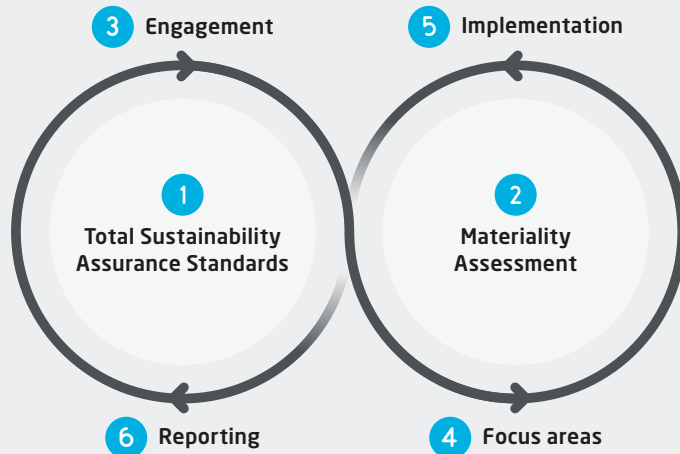 3 Engagement
5 Implementation
1
Total Sustainability
Assurance Standards
2
Materiality
Assessment
6 Reporting
4 Focus areas